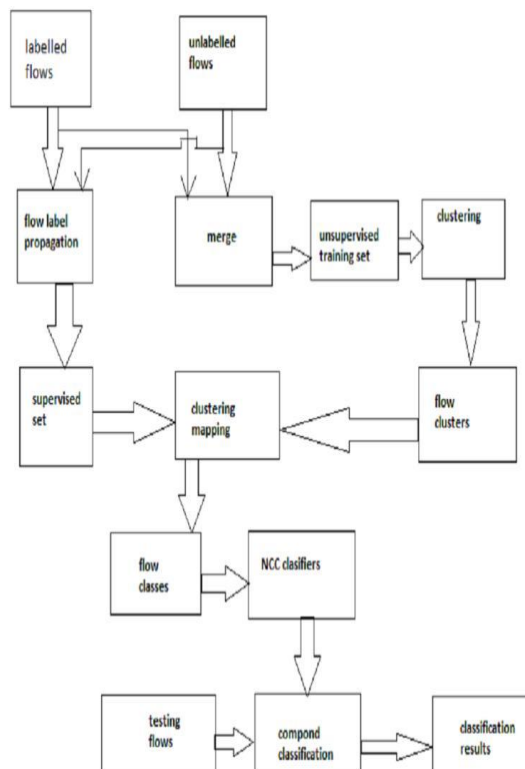 labelled
flows
unlabelled
flows
flow label
propagation
merge
unsupervised
training set
clustering
supervised
set
clustering
mapping
flow
clusters
flow
classes
NCC clasifiers
testing
flows
compond
classification
classification
results